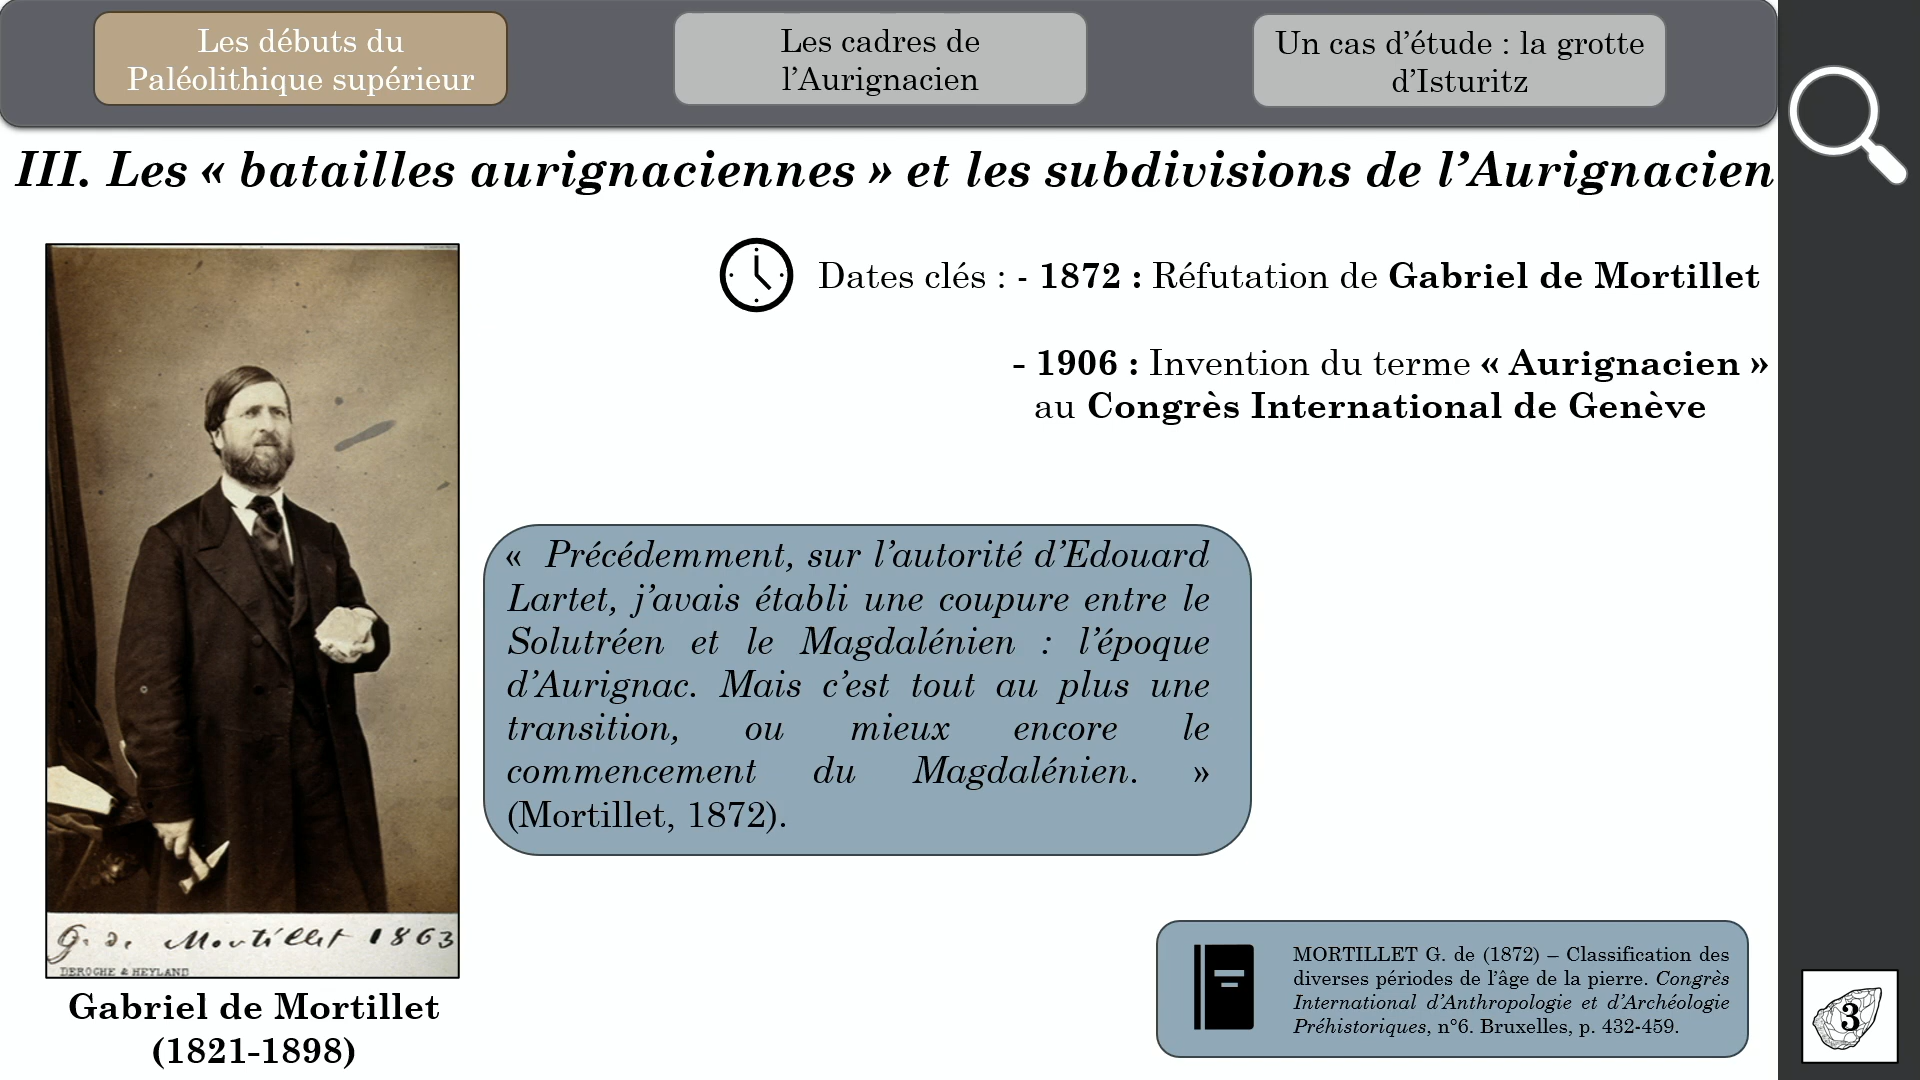 Les débuts du
Paléolithique supérieur
Les cadres de
l’Aurignacien
Un cas d’étude : la grotte
d’Isturitz
III. Les « batailles aurignaciennes » et les subdivisions de l’Aurignacien
Dates clés : - 1872 : Réfutation de Gabriel de Mortillet
- 1906 : Invention du terme « Aurignacien »
au Congrès International de Genève
« Précédemment, sur l’autorité d’Edouard
Lartet, j’avais établi une coupure entre le
Solutréen et le Magdalénien : l’époque
d’Aurignac. Mais c’est tout au plus une
transition, ou mieux encore le
commencement du Magdalénien. »
(Mortillet, 1872).
G. de Mortillet 1863
DEROCHE & HEYLAND
Gabriel de Mortillet
(1821-1898)
MORTILLET G. de (1872) – Classification des
diverses périodes de l’âge de la pierre. Congrès
International d’Anthropologie et d’Archéologie
Préhistoriques, n°6. Bruxelles, p. 432-459.
3